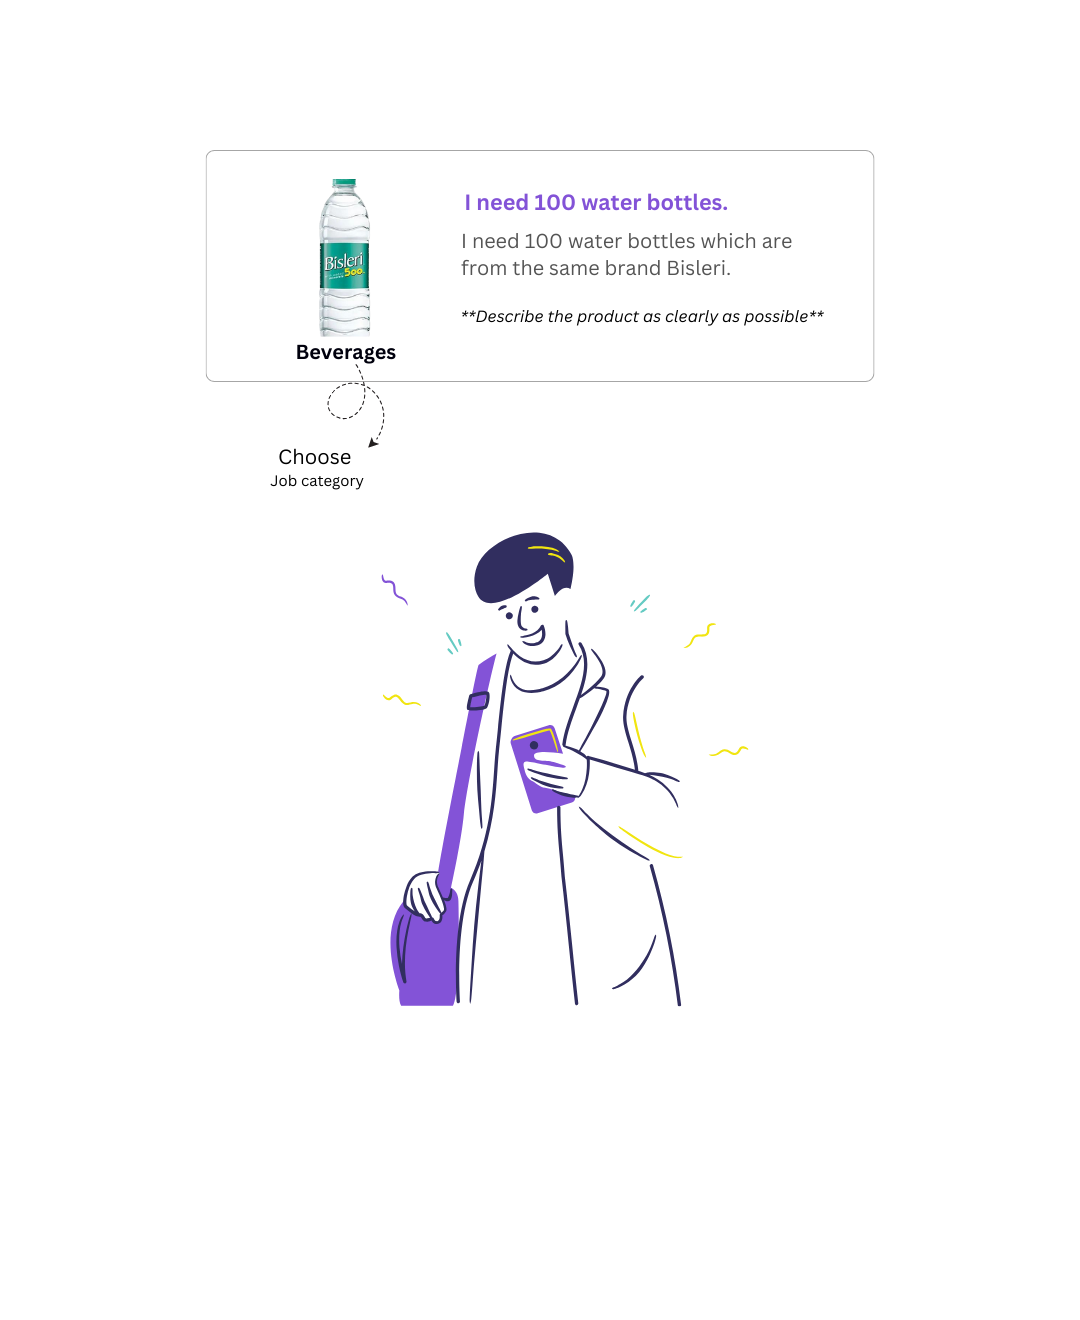 I need 100 water bottles.
I need 100 water bottles which are
from the same brand Bisleri.
**Describe the product as clearly as possible**
Bisleri
500
Beverages
Choose
Job category